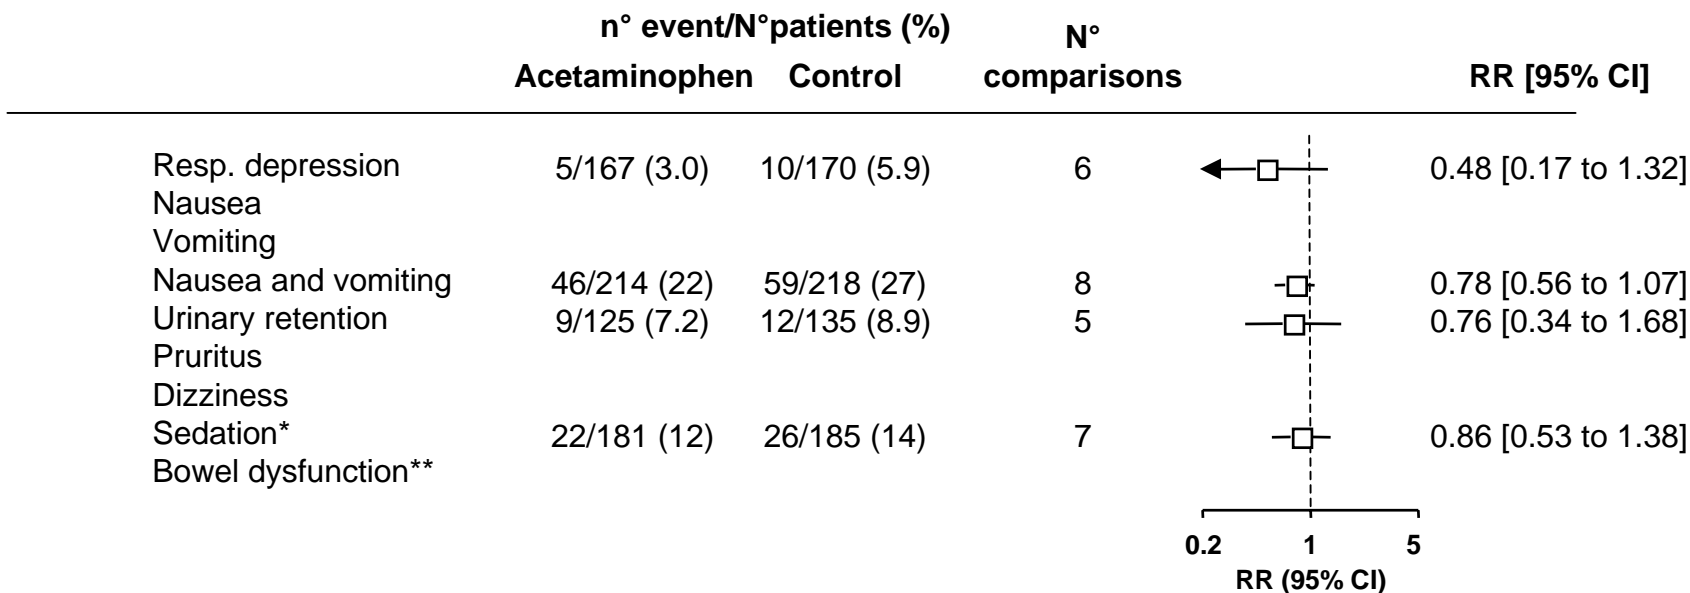 n° event/N°patients (%) N°
Acetaminophen Control comparisons RR [95% CI]
Resp. depression 5/167 (3.0) 10/170 (5.9) 6 0.48 [0.17 to 1.32]
Nausea
Vomiting
Nausea and vomiting 46/214 (22) 59/218 (27) 8 0.78 [0.56 to 1.07]
Urinary retention 9/125 (7.2) 12/135 (8.9) 5 0.76 [0.34 to 1.68]
Pruritus
Dizziness
Sedation* 22/181 (12) 26/185 (14) 7 0.86 [0.53 to 1.38]
Bowel dysfunction**
0.2 1 5
RR (95% CI)